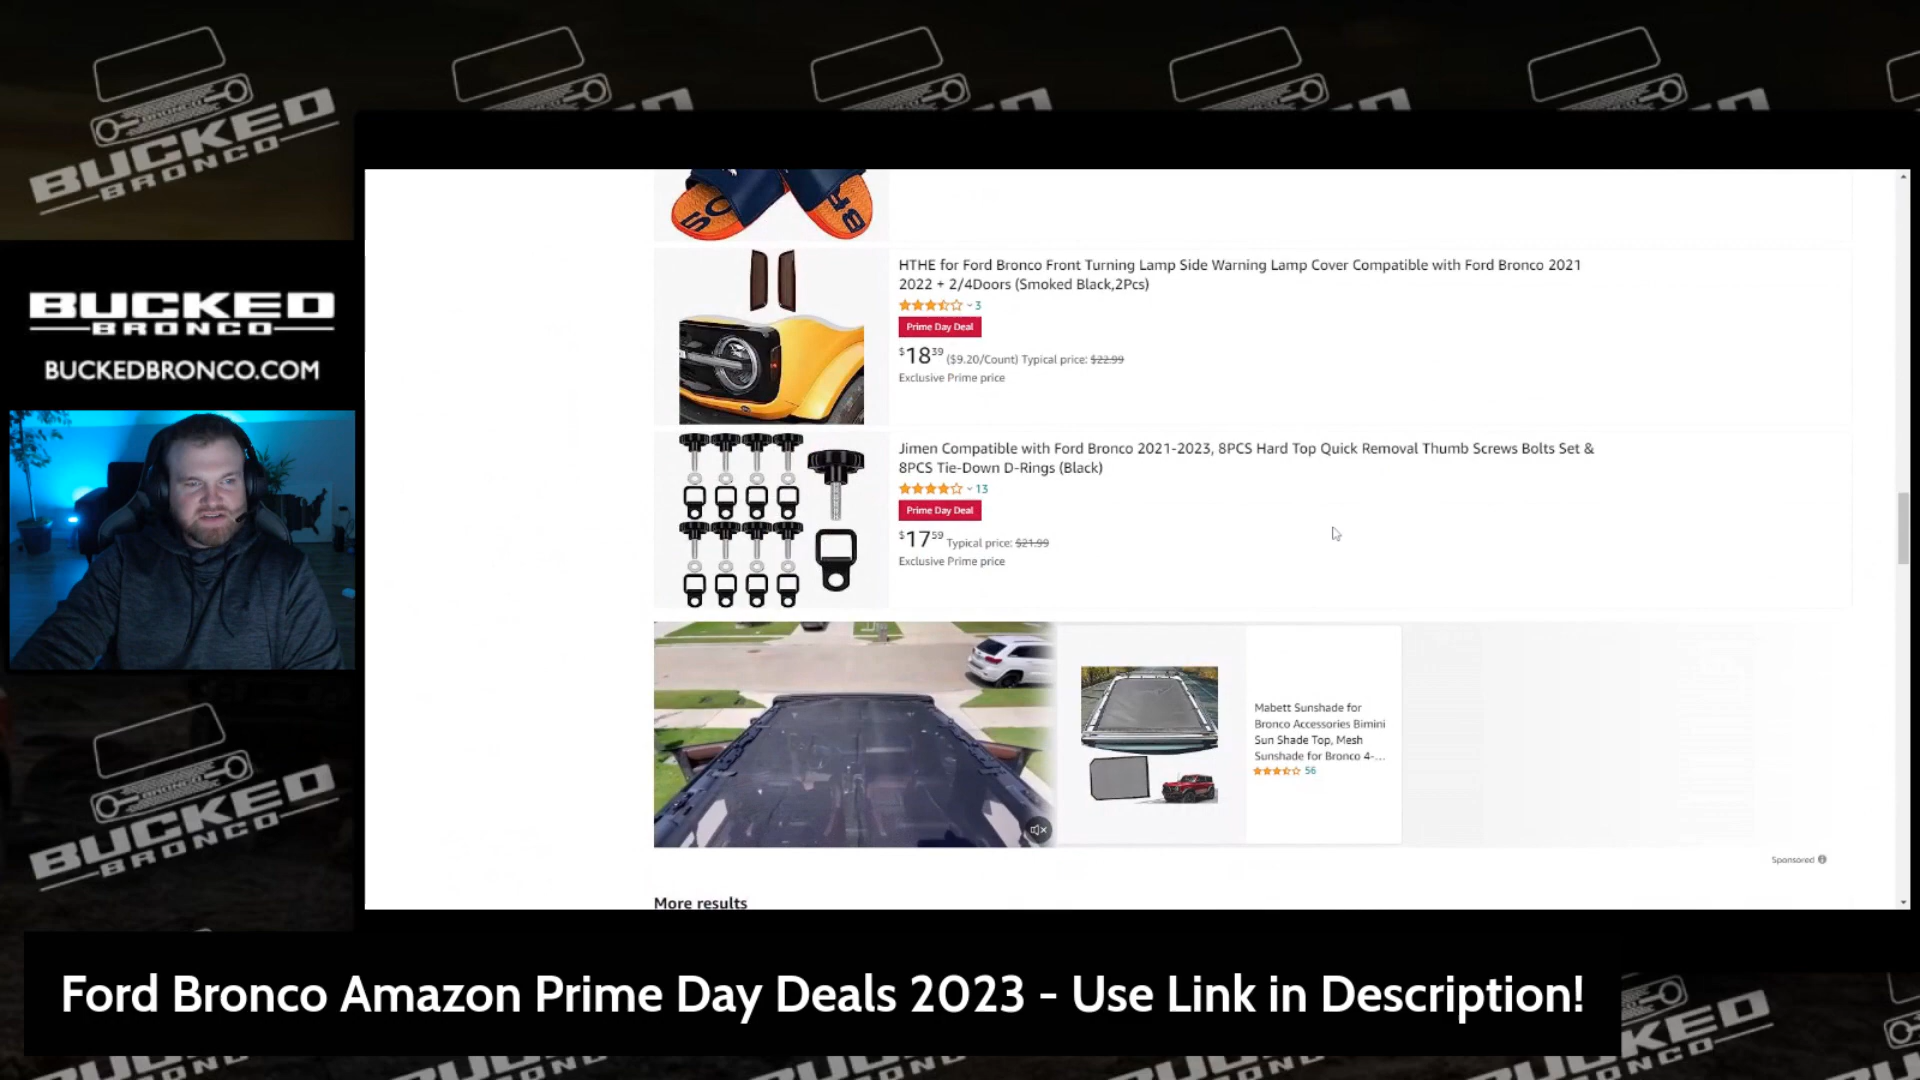 BUCKED
BRONCO
BUCKED
BRONCO
BUCKEDBRONCO.COM
HTHE for Ford Bronco Front Turning Lamp Side Warning Lamp Cover Compatible with Ford Bronco 2021
2022 + 2/4Doors (Smoked Black,2Pcs)
3
Prime Day Deal
$18.39 ($9.20/Count) Typical price: $22.99
Exclusive Prime price
Jimen Compatible with Ford Bronco 2021-2023, 8PCS Hard Top Quick Removal Thumb Screws Bolts Set &
8PCS Tie-Down D-Rings (Black)
13
Prime Day Deal
$17.59 Typical price: $21.99
Exclusive Prime price
Mabett Sunshade for
Bronco Accessories Bimini
Sun Shade Top, Mesh
Sunshade for Bronco 4-...
56
Sponsored
More results
BUCKED
BRONCO
Ford Bronco Amazon Prime Day Deals 2023 - Use Link in Description!